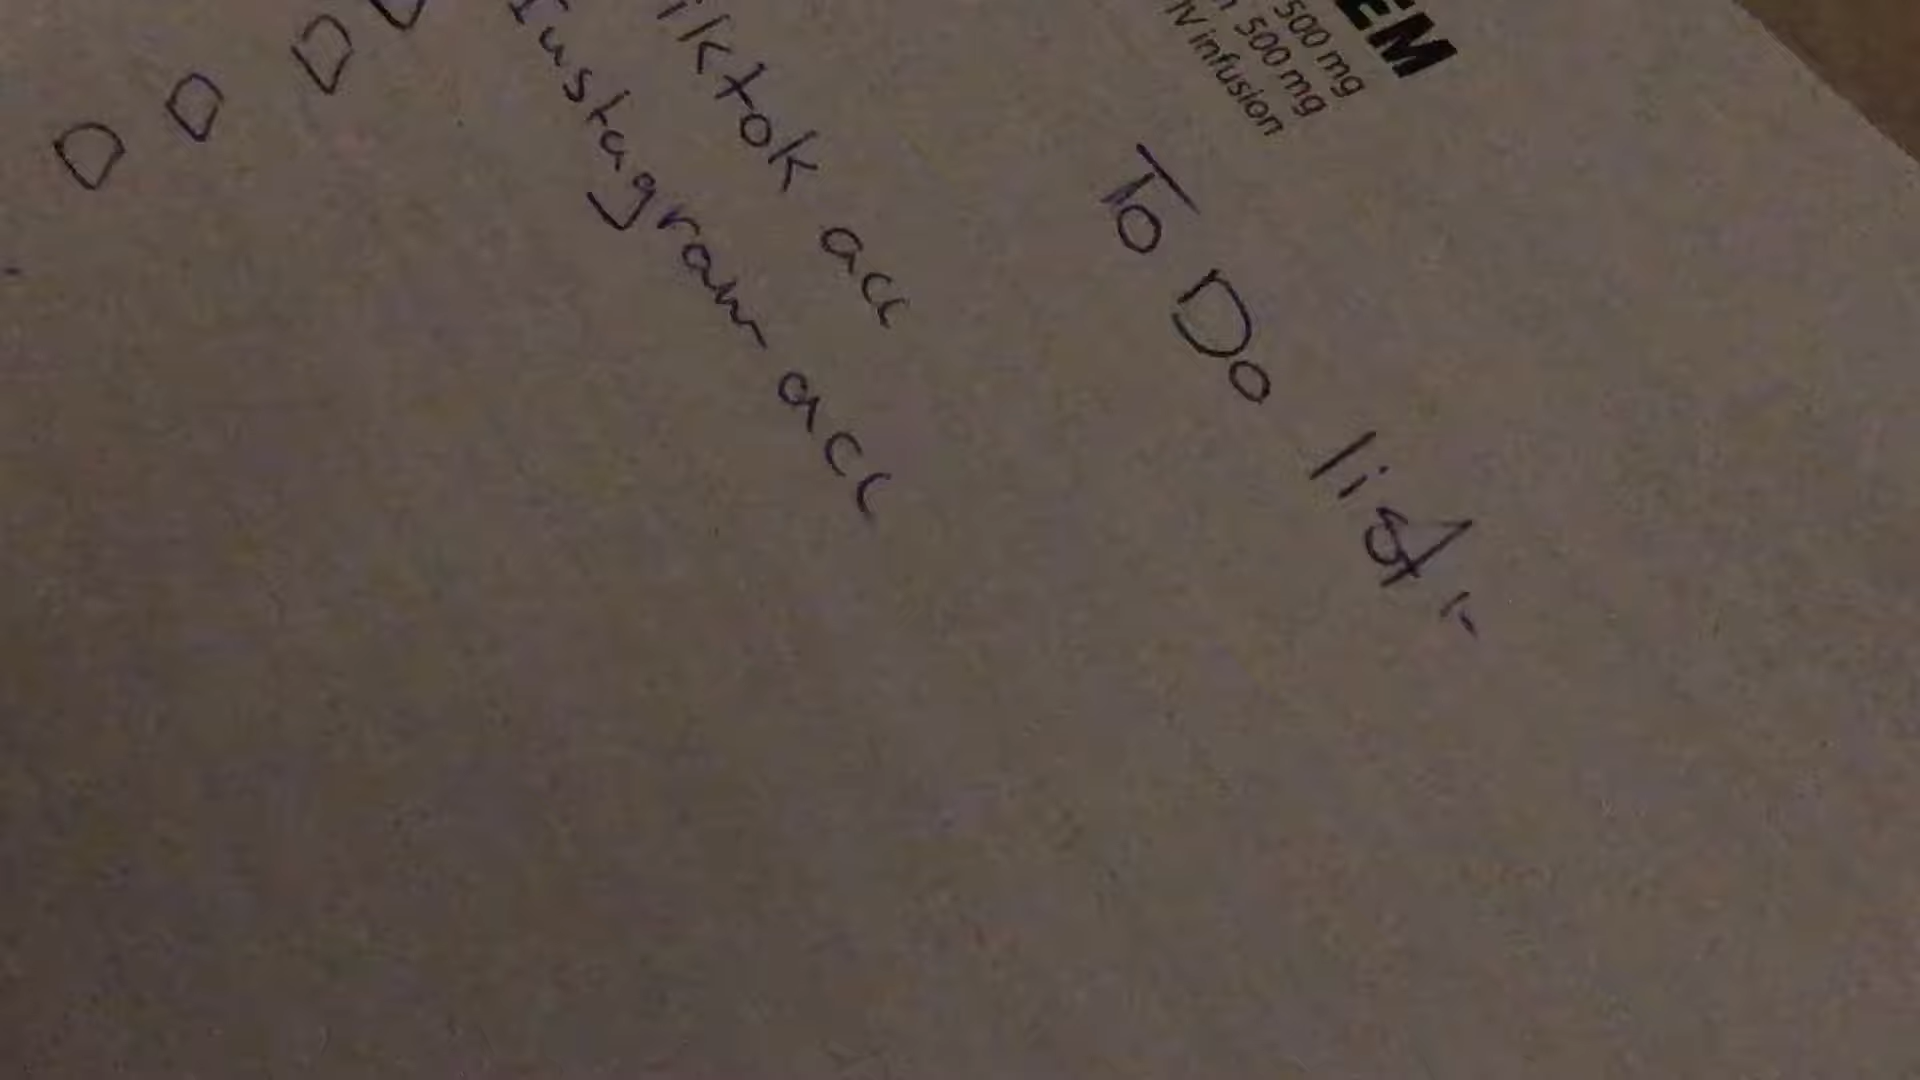 EM
500 mg
500 mg
IV infusion
To Do list :-
iktok acc
Instagram acc